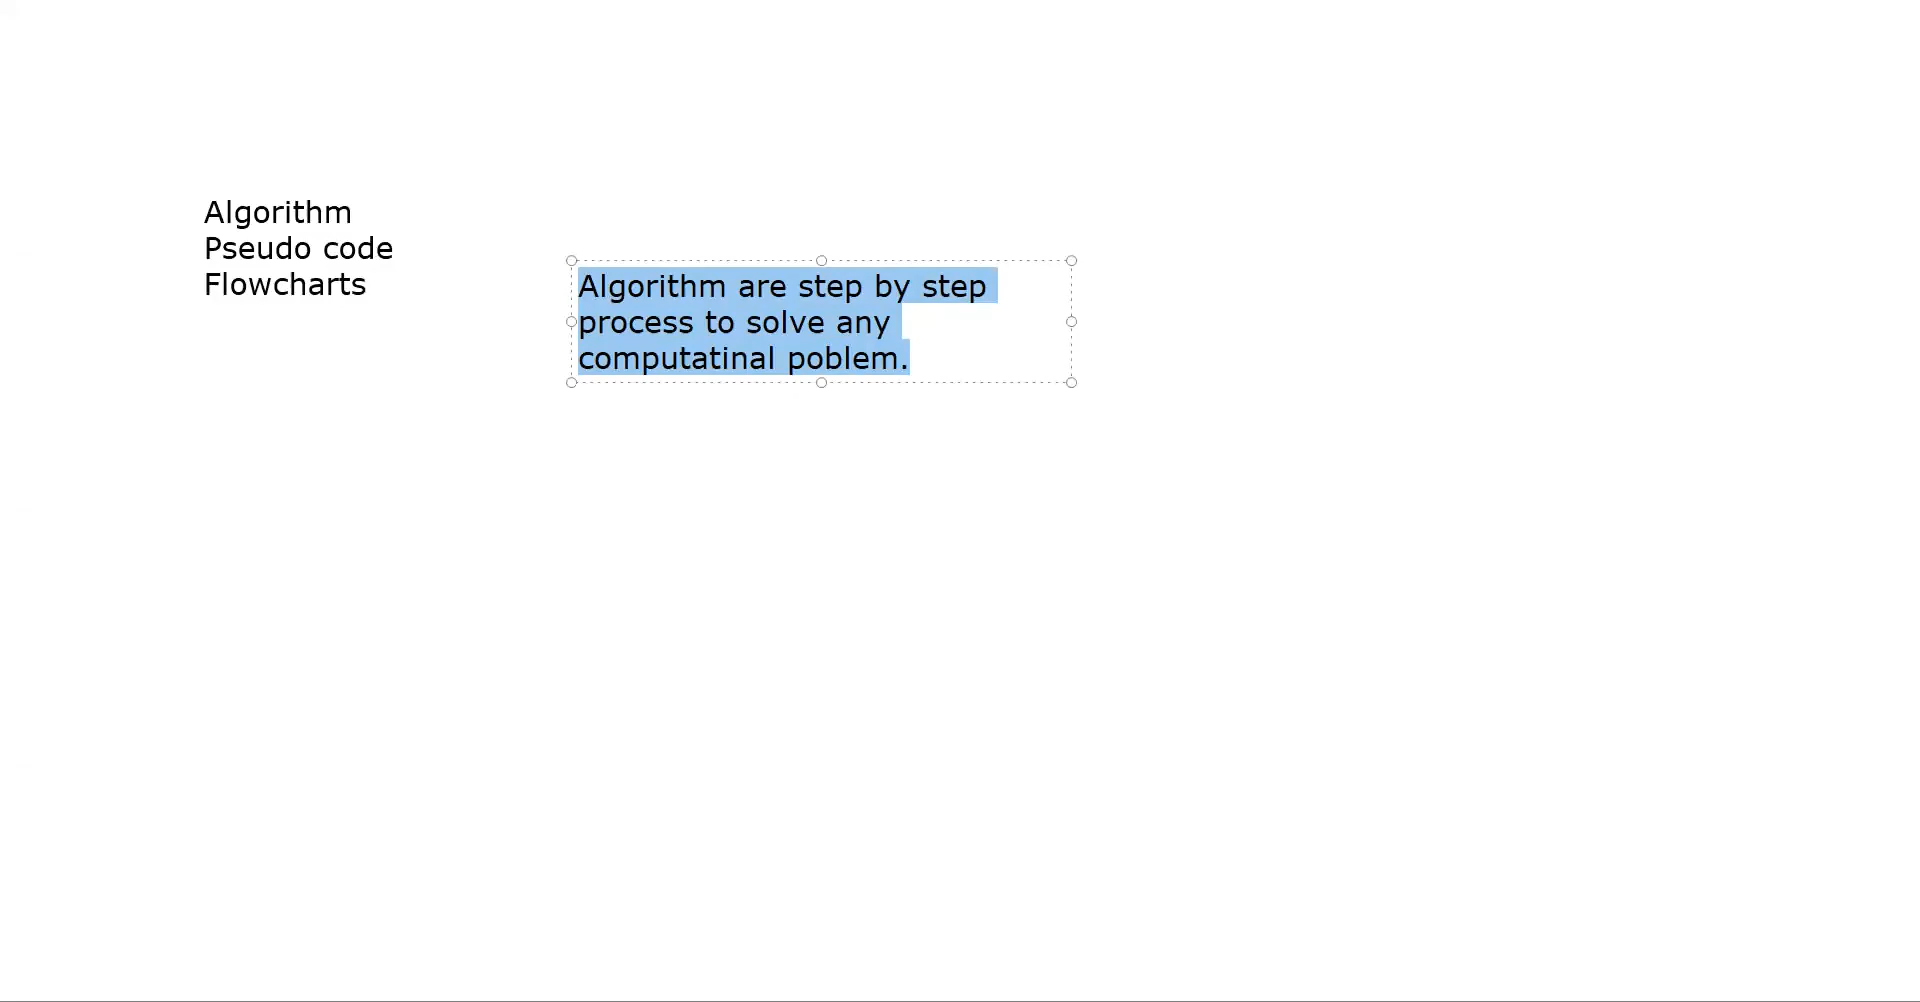 Algorithm
Pseudo code
Flowcharts
Algorithm are step by step
process to solve any
computatinal poblem.